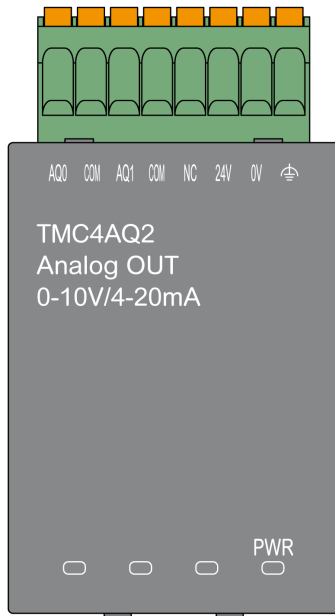 AQ0 COM AQ1 COM NC 24V 0V
TMC4AQ2
Analog OUT
0-10V/4-20mA
PWR